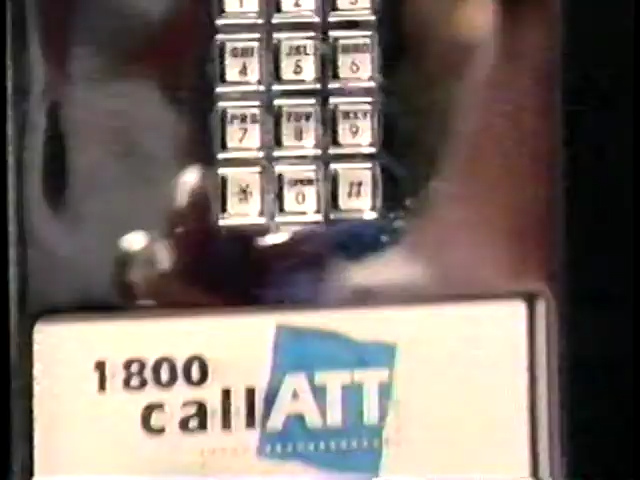 1 2 3
GHI JKL MNO
4 5 6
PRS TUV WXY
7 8 9
* OPER #
0
1 800
call ATT